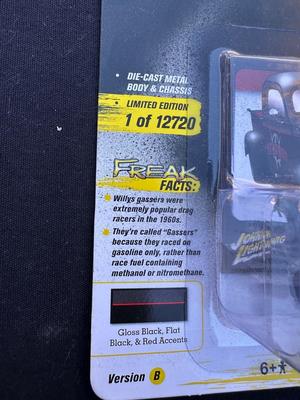 • DIE-CAST METAL
BODY & CHASSIS
• LIMITED EDITION
1 of 12720
FREAK
FACTS:
Willys gassers were
extremely popular drag
racers in the 1960s.
They're called "Gassers"
because they raced on
gasoline only, rather than
race fuel containing
methanol or nitromethane.
JOHNNY
LIGHTNING
Gloss Black, Flat
Black, & Red Accents
Version B
6+